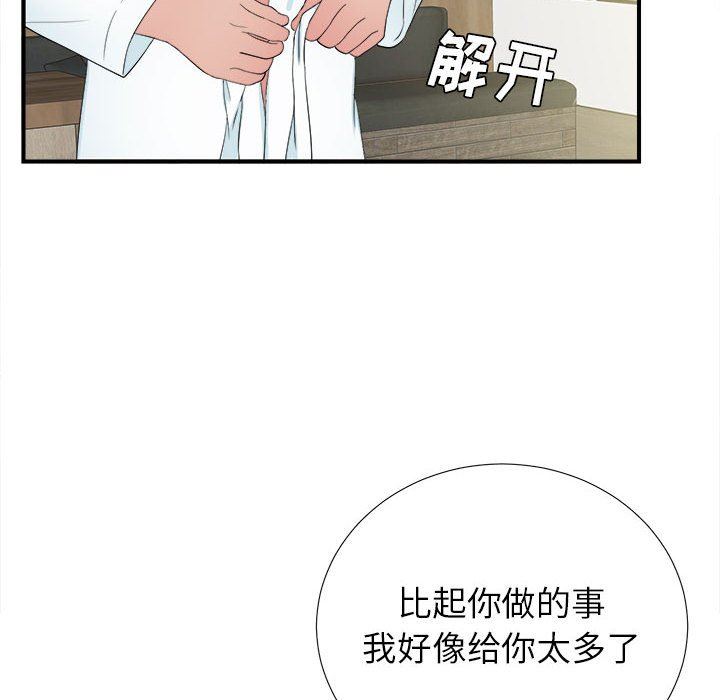 解开
比起你做的事
我好像给你太多了